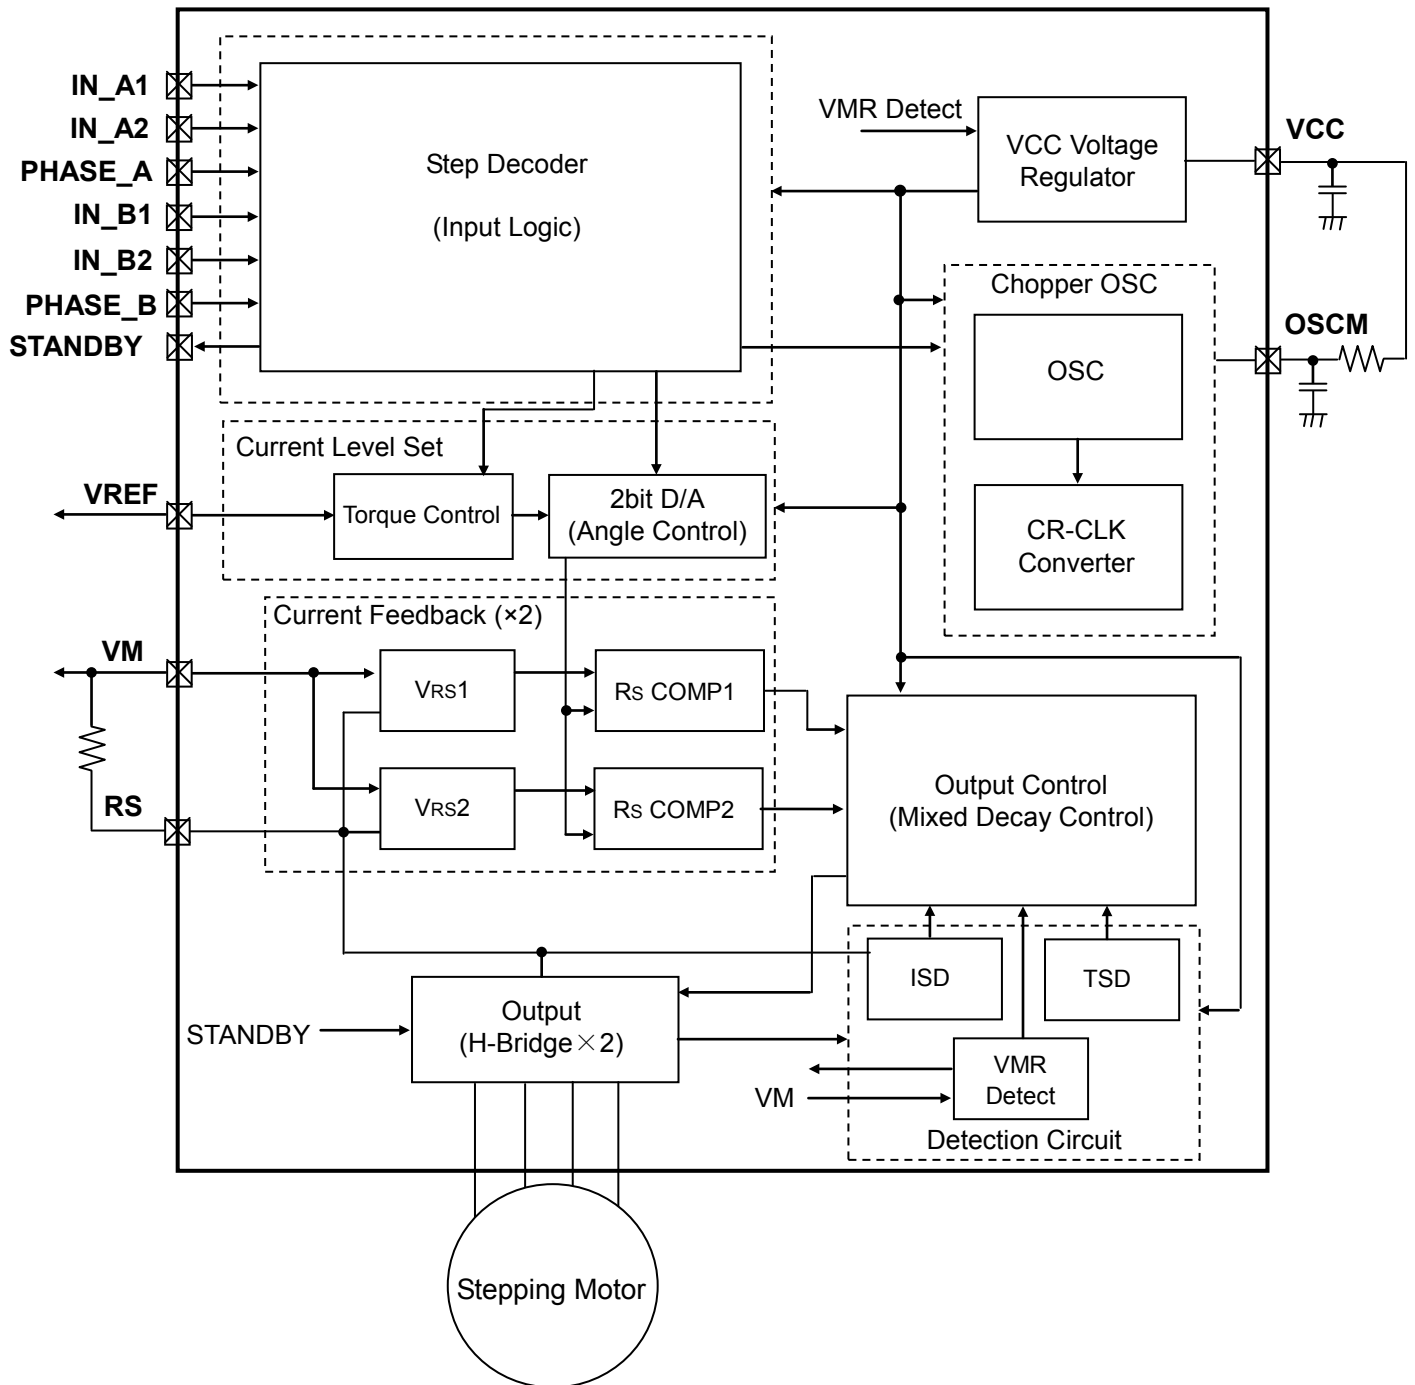 IN_A1
IN_A2
PHASE_A
IN_B1
IN_B2
PHASE_B
STANDBY
Step Decoder
(Input Logic)
VMR Detect
VCC Voltage
Regulator
VCC
Chopper OSC
OSC
CR-CLK
Converter
OSCM
Current Level Set
VREF
Torque Control
2bit D/A
(Angle Control)
Current Feedback (×2)
VM
VRS1
RS COMP1
VRS2
RS COMP2
RS
Output Control
(Mixed Decay Control)
ISD
TSD
VMR
Detect
VM
Detection Circuit
STANDBY
Output
(H-Bridge×2)
Stepping Motor